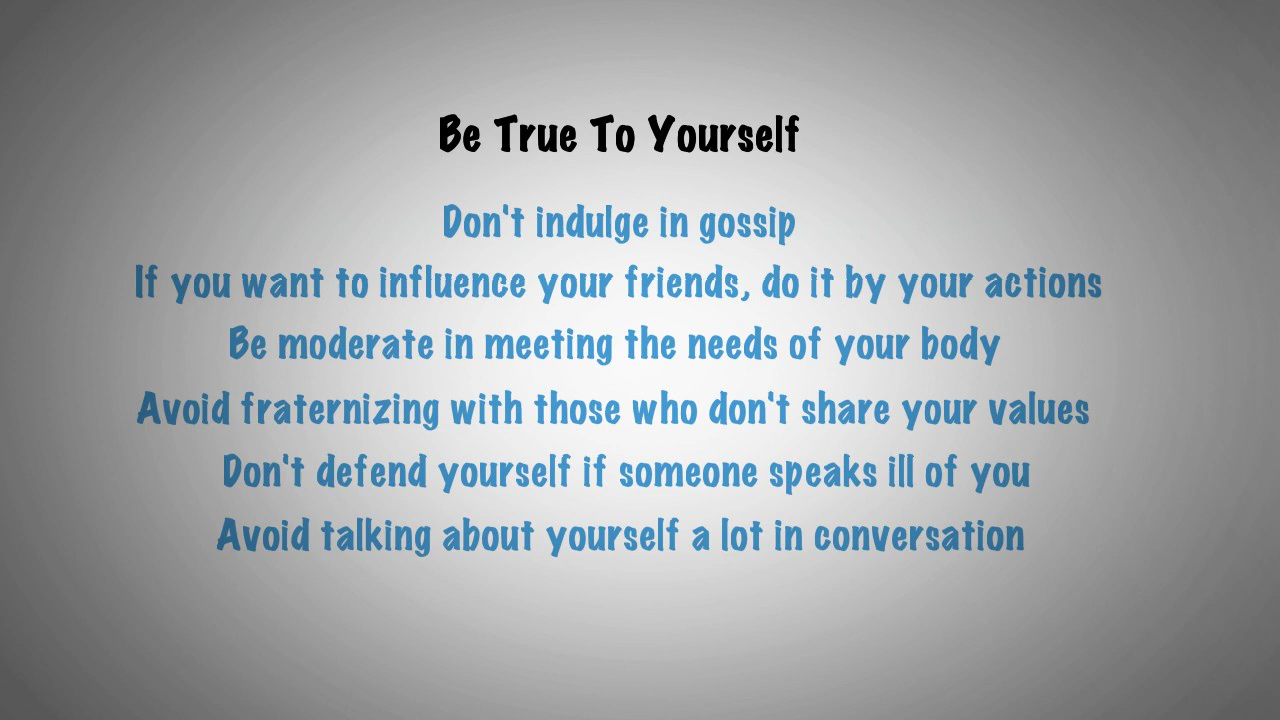 Be True To Yourself
Don't indulge in gossip
If you want to influence your friends, do it by your actions
Be moderate in meeting the needs of your body
Avoid fraternizing with those who don't share your values
Don't defend yourself if someone speaks ill of you
Avoid talking about yourself a lot in conversation